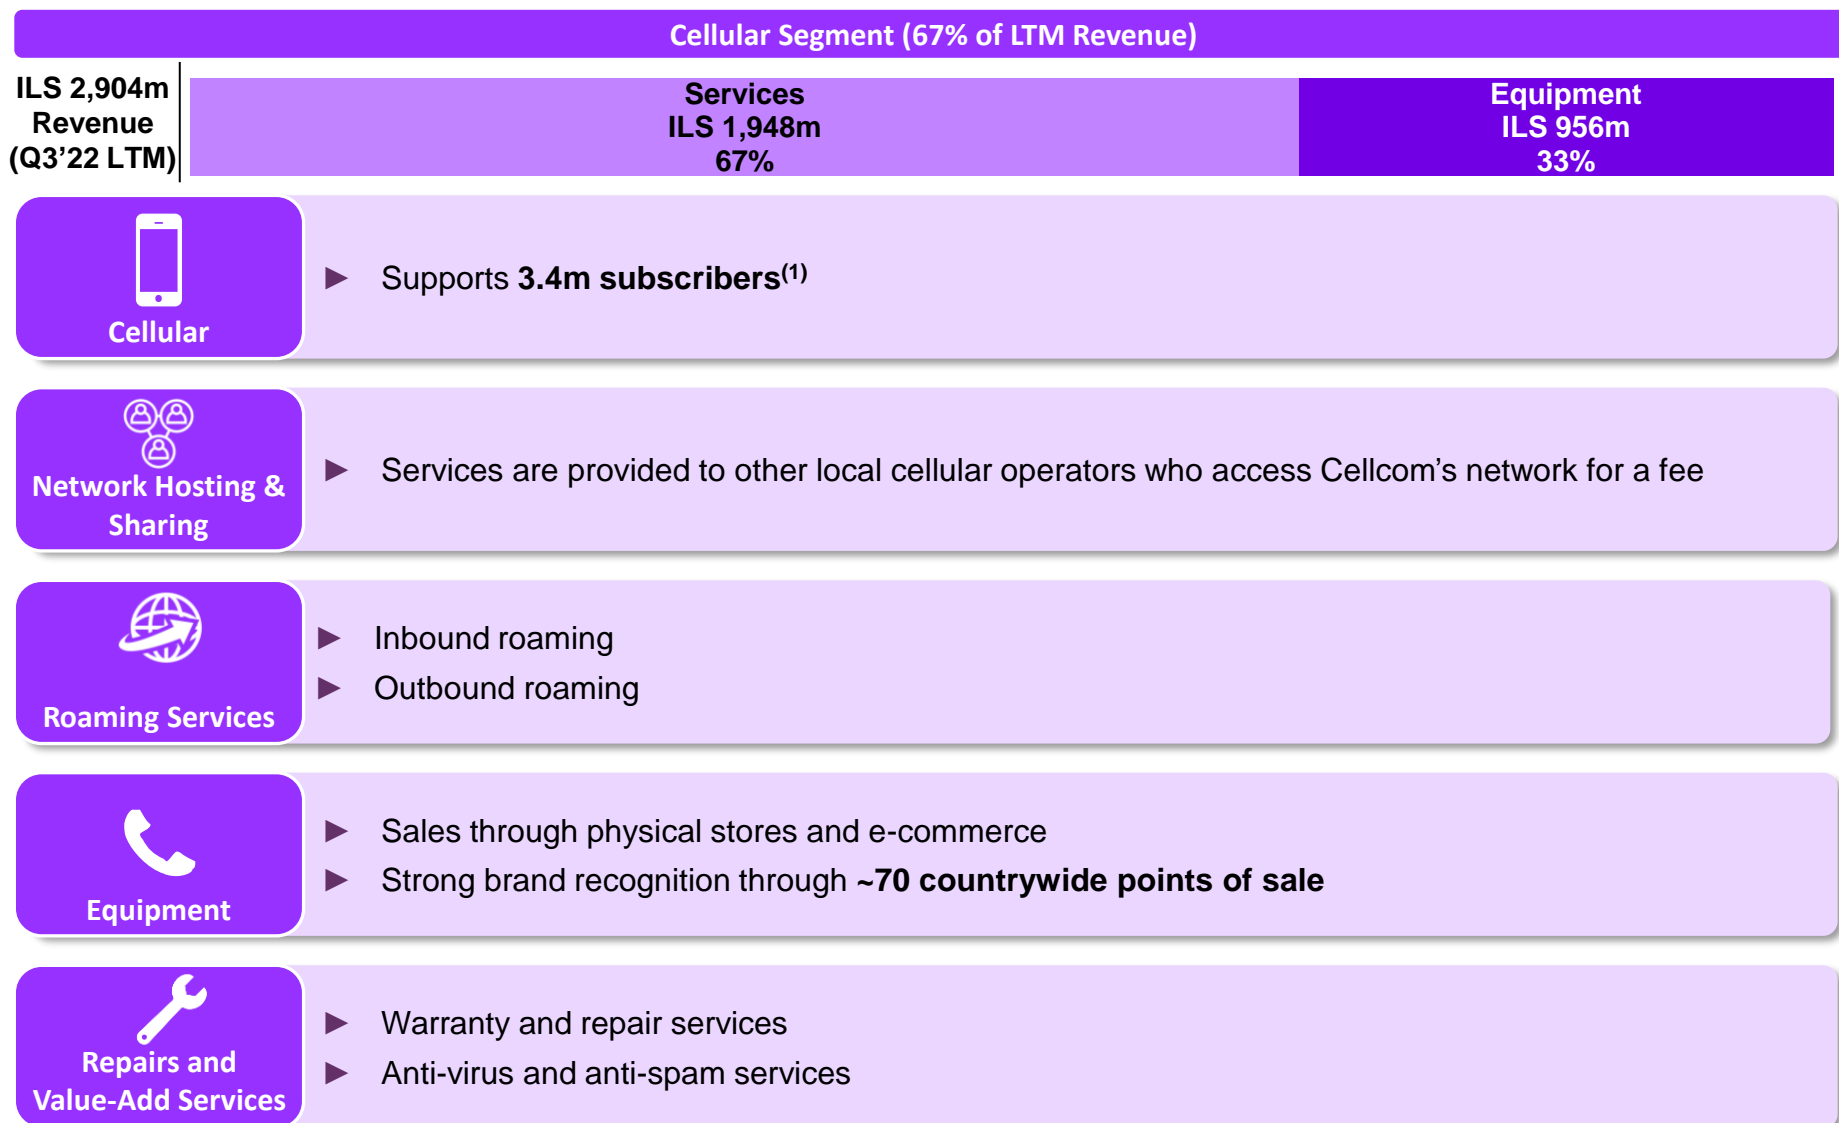 Cellular Segment (67% of LTM Revenue)
ILS 2,904m
Revenue
(Q3’22 LTM)
Services
ILS 1,948m
67%
Equipment
ILS 956m
33%
Cellular
► Supports 3.4m subscribers(1)
Network Hosting &
Sharing
► Services are provided to other local cellular operators who access Cellcom’s network for a fee
Roaming Services
► Inbound roaming
► Outbound roaming
Equipment
► Sales through physical stores and e-commerce
► Strong brand recognition through ~70 countrywide points of sale
Repairs and
Value-Add Services
► Warranty and repair services
► Anti-virus and anti-spam services